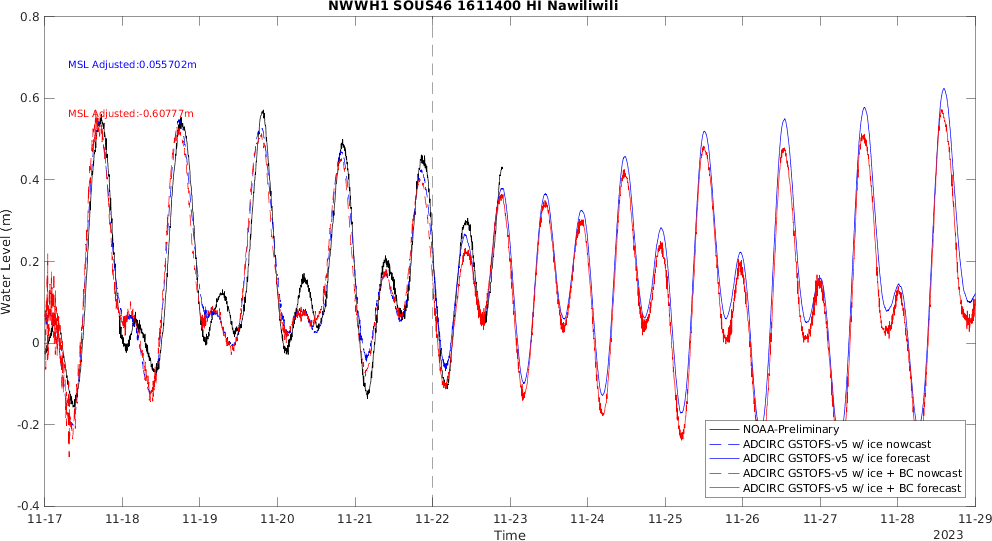 NWWH1 SOUS46 1611400 HI Nawiliwili
0.8
MSL Adjusted:0.055702m
0.6
MSL Adjusted:-0.60777m
0.4
0.2
0
-0.2
-0.4
Water Level (m)
NOAA-Preliminary
ADCIRC GSTOFS-v5 w/ ice nowcast
ADCIRC GSTOFS-v5 w/ ice forecast
ADCIRC GSTOFS-v5 w/ ice + BC nowcast
ADCIRC GSTOFS-v5 w/ ice + BC forecast
11-17 11-18 11-19 11-20 11-21 11-22 11-23 11-24 11-25 11-26 11-27 11-28 11-29
Time
2023